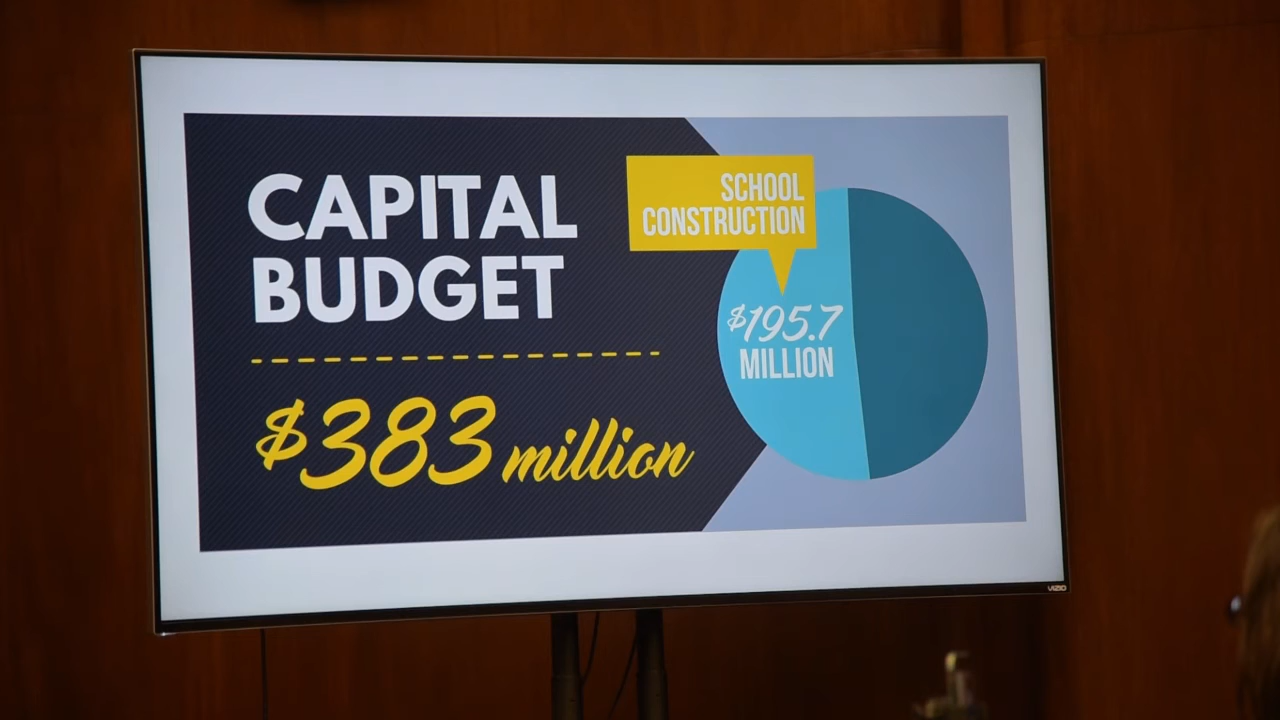 CAPITAL
BUDGET
$383 million
SCHOOL
CONSTRUCTION
$195.7
MILLION
VIZIO